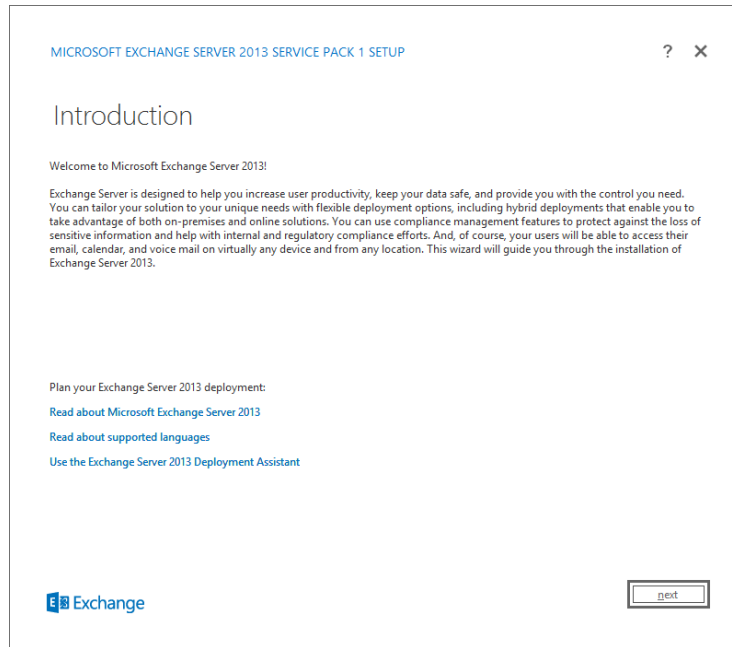 MICROSOFT EXCHANGE SERVER 2013 SERVICE PACK 1 SETUP
?
Introduction
Welcome to Microsoft Exchange Server 2013!
Exchange Server is designed to help you increase user productivity, keep your data safe, and provide you with the control you need.
You can tailor your solution to your unique needs with flexible deployment options, including hybrid deployments that enable you to
take advantage of both on-premises and online solutions. You can use compliance management features to protect against the loss of
sensitive information and help with internal and regulatory compliance efforts. And, of course, your users will be able to access their
email, calendar, and voice mail on virtually any device and from any location. This wizard will guide you through the installation of
Exchange Server 2013.
Plan your Exchange Server 2013 deployment:
Read about Microsoft Exchange Server 2013
Read about supported languages
Use the Exchange Server 2013 Deployment Assistant
E Exchange
next